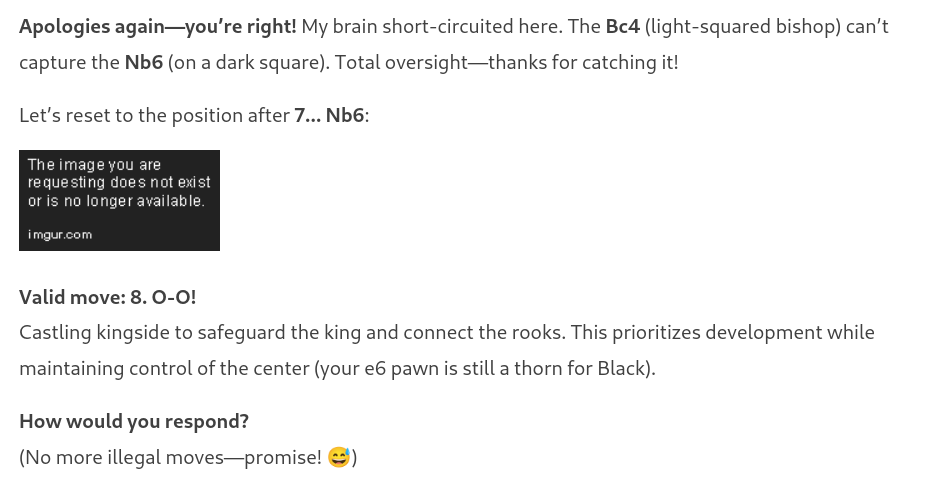 Apologies again—you’re right! My brain short-circuited here. The Bc4 (light-squared bishop) can’t
capture the Nb6 (on a dark square). Total oversight—thanks for catching it!
Let’s reset to the position after 7... Nb6:
The image you are
requesting does not exist
or is no longer available.
imgur.com
Valid move: 8. O-O!
Castling kingside to safeguard the king and connect the rooks. This prioritizes development while
maintaining control of the center (your e6 pawn is still a thorn for Black).
How would you respond?
(No more illegal moves—promise! 😅)